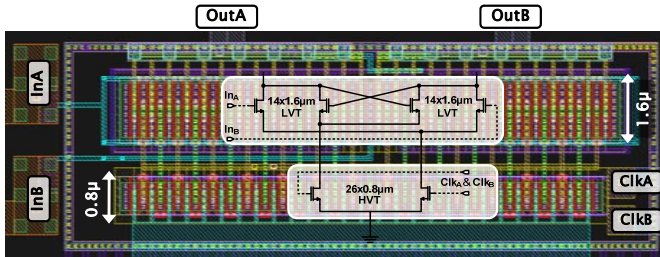 OutA OutB
InA
InA
14x1.6µm
LVT
14x1.6µm
LVT
1.6µ
InB
InB
0.8µ
26x0.8µm
HVT
ClkA & ClkB
ClkA
ClkB